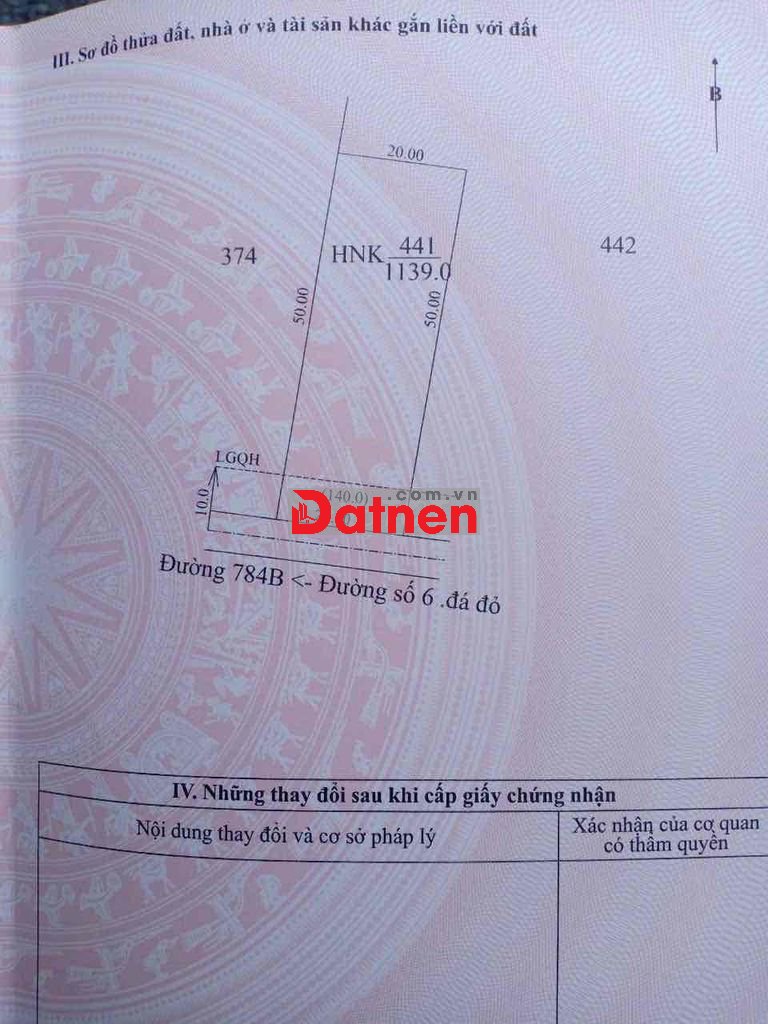 III. Sơ đồ thửa đất, nhà ở và tài sản khác gắn liền với đất
B
20.00
374
HNK 441
1139.0
442
50.00
50.00
LGQH
10.0
(140.0)
.com.vn
Datnen
Đường 784B <- Đường số 6 .đá đỏ
IV. Những thay đổi sau khi cấp giấy chứng nhận
Nội dung thay đổi và cơ sở pháp lý
Xác nhận của cơ quan
có thẩm quyền